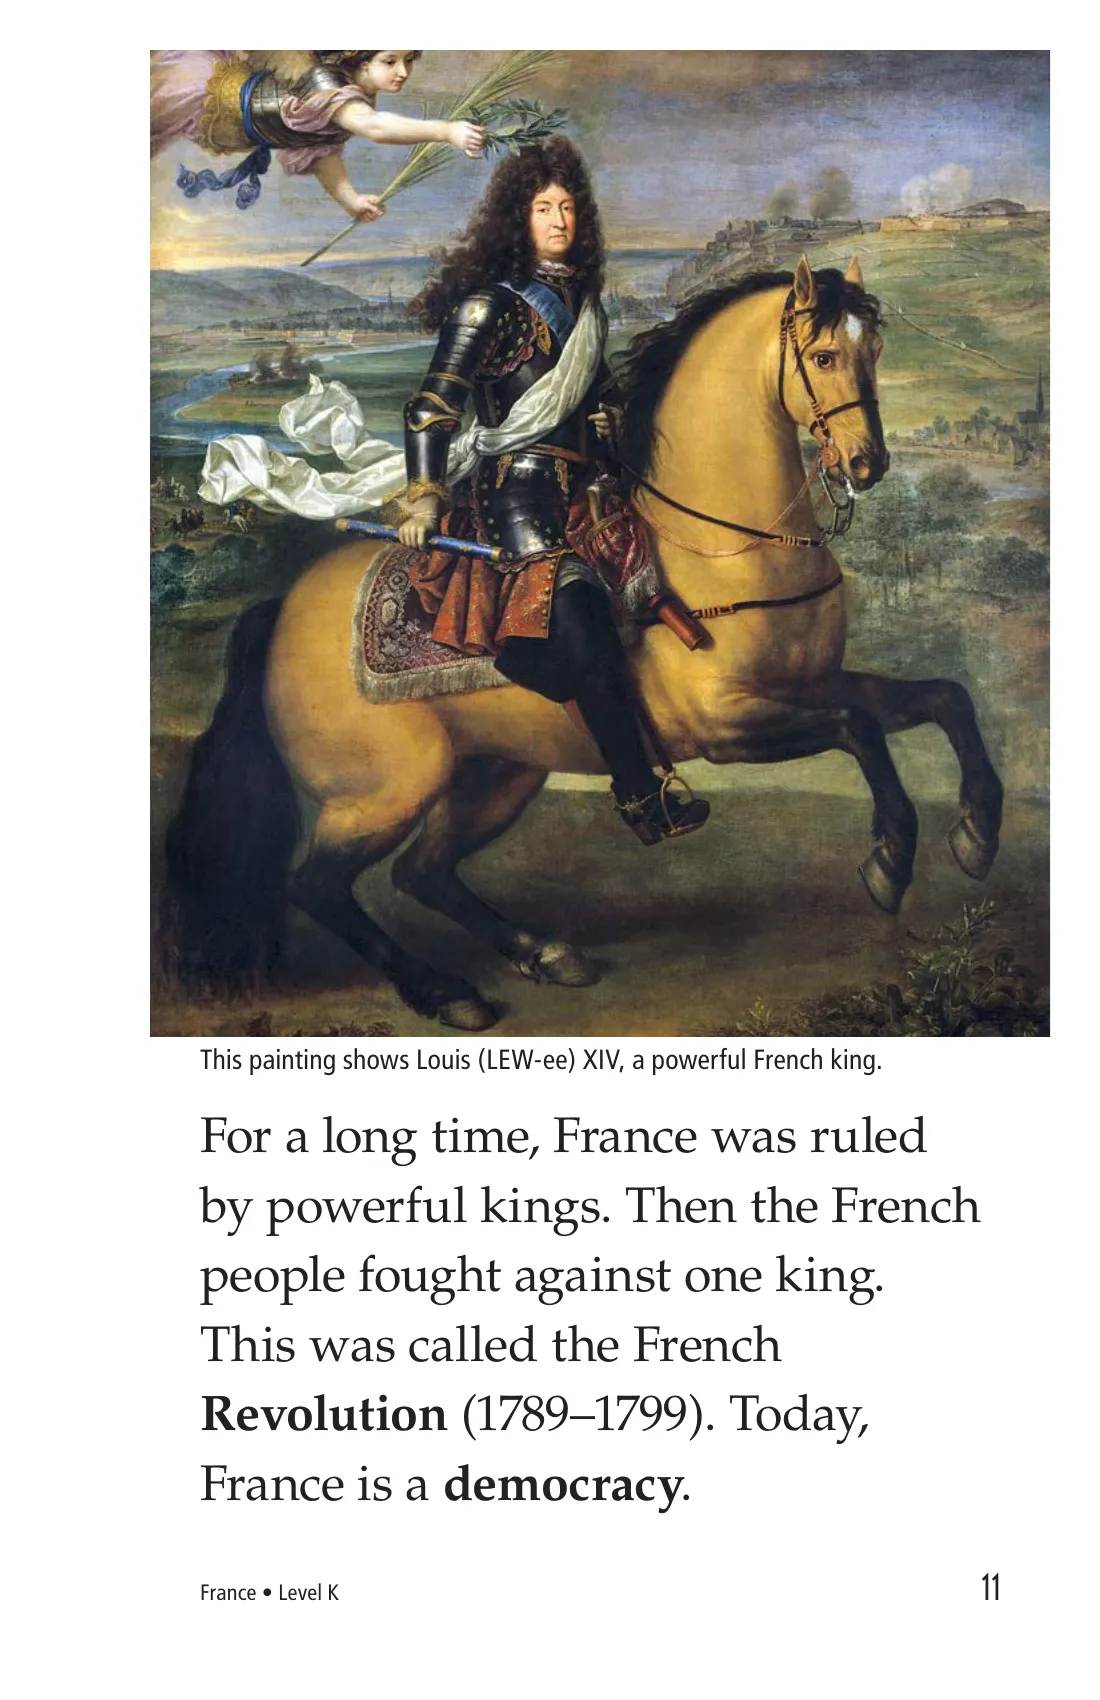 This painting shows Louis (LEW-ee) XIV, a powerful French king.
For a long time, France was ruled
by powerful kings. Then the French
people fought against one king.
This was called the French
Revolution (1789–1799). Today,
France is a democracy.
France • Level K
11